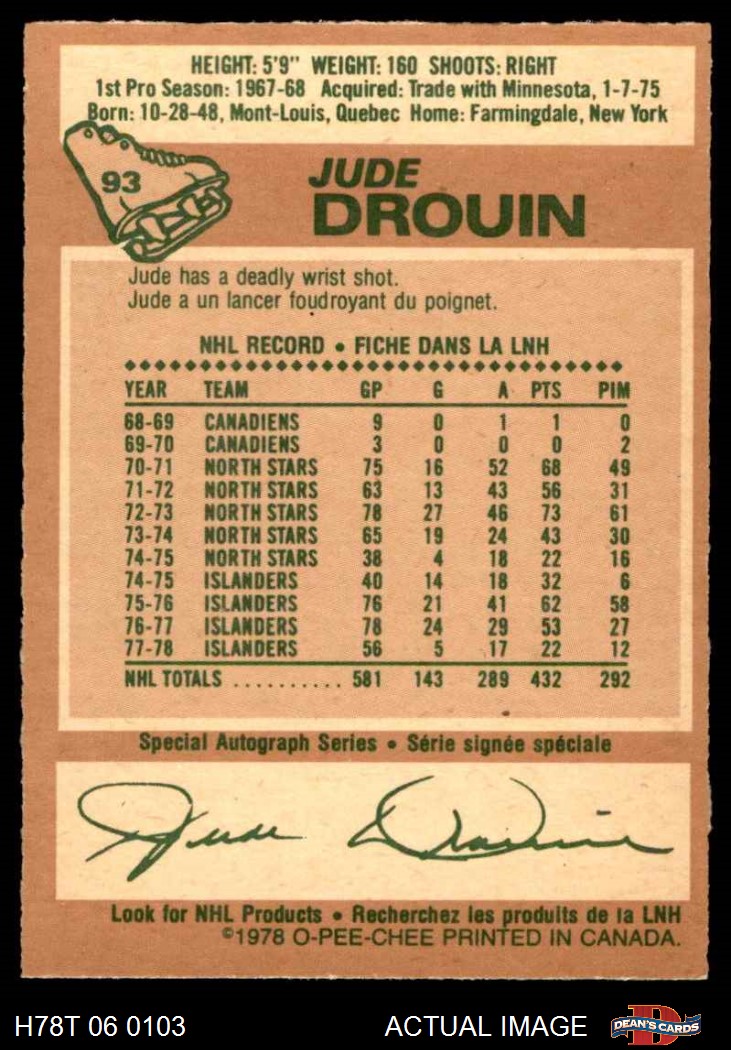 HEIGHT: 5'9" WEIGHT: 160 SHOOTS: RIGHT
1st Pro Season: 1967-68 Acquired: Trade with Minnesota, 1-7-75
Born: 10-28-48, Mont-Louis, Quebec Home: Farmingdale, New York
93
JUDE
DROUIN
Jude has a deadly wrist shot.
Jude a un lancer foudroyant du poignet.
NHL RECORD • FICHE DANS LA LNH
YEAR TEAM GP G A PTS PIM
68-69 CANADIENS 9 0 1 1 0
69-70 CANADIENS 3 0 0 0 2
70-71 NORTH STARS 75 16 52 68 49
71-72 NORTH STARS 63 13 43 56 31
72-73 NORTH STARS 78 27 46 73 61
73-74 NORTH STARS 65 19 24 43 30
74-75 NORTH STARS 38 4 18 22 16
74-75 ISLANDERS 40 14 18 32 6
75-76 ISLANDERS 76 21 41 62 58
76-77 ISLANDERS 78 24 29 53 27
77-78 ISLANDERS 56 5 17 22 12
NHL TOTALS .......... 581 143 289 432 292
Special Autograph Series • Série signée spéciale
Jude Drouin
Look for NHL Products • Recherchez les produits de la LNH
©1978 O-PEE-CHEE PRINTED IN CANADA.
H78T 06 0103 ACTUAL IMAGE D DEAN'S CARDS